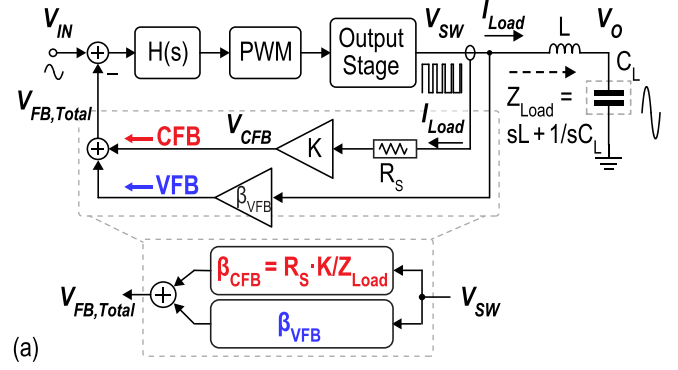 V_IN
H(s)
PWM
Output
Stage
V_SW
I_Load
L
V_O
C_L
−
V_FB,Total
Z_Load =
sL+1/sC_L
CFB
V_CFB
K
I_Load
R_S
VFB
β_VFB
β_CFB = R_S·K/Z_Load
V_FB,Total
V_SW
β_VFB
(a)